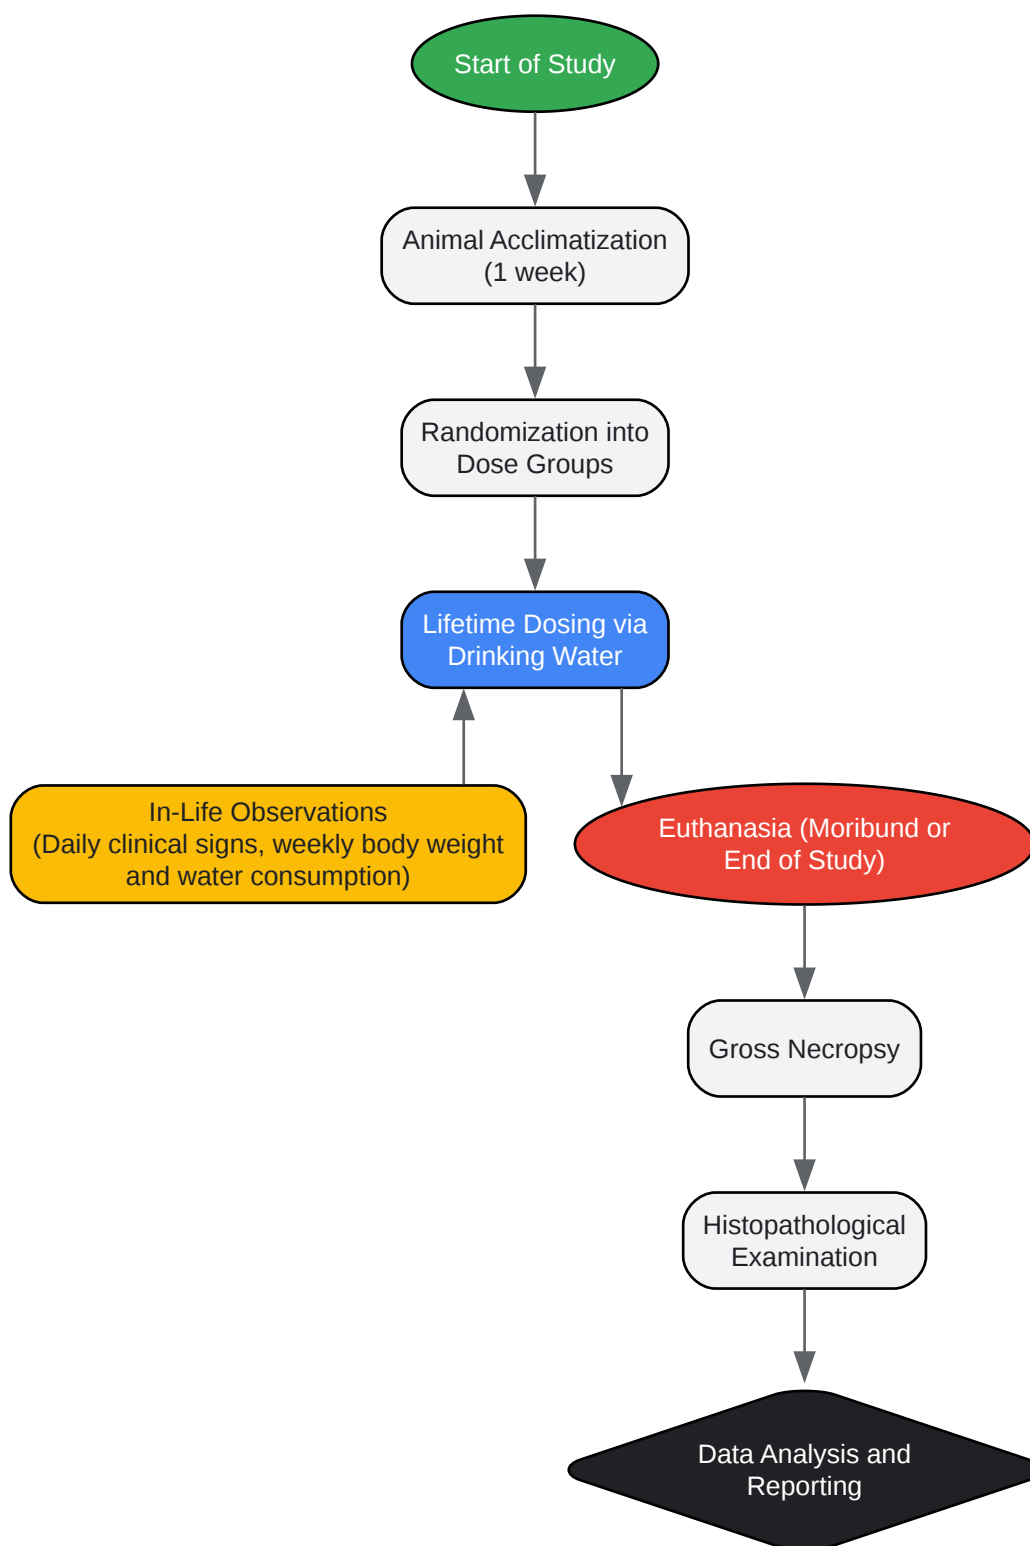 Start of Study
Animal Acclimatization
(1 week)
Randomization into
Dose Groups
Lifetime Dosing via
Drinking Water
In-Life Observations
(Daily clinical signs, weekly body weight
and water consumption)
Euthanasia (Moribund or
End of Study)
Gross Necropsy
Histopathological
Examination
Data Analysis and
Reporting